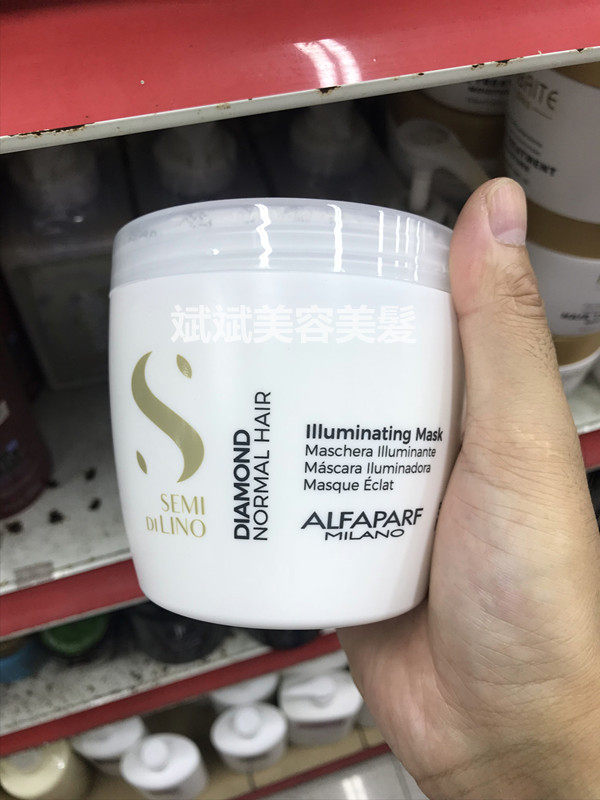 斌斌美容美髮
SEMI
DI LINO
DIAMOND
NORMAL HAIR
Illuminating Mask
Maschera Illuminante
Máscara Iluminadora
Masque Éclat
ALFAPARF
MILANO